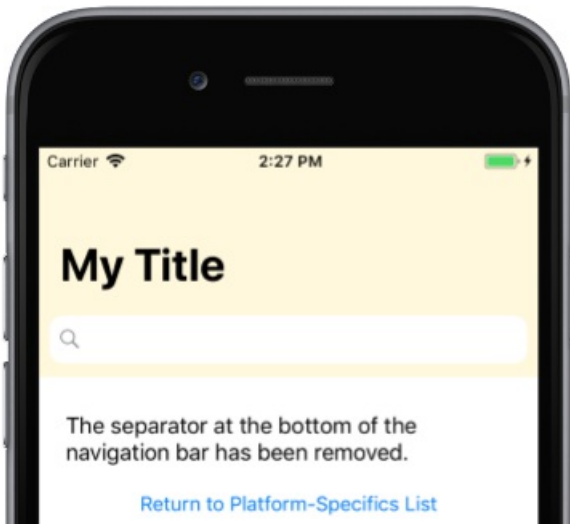 Carrier
2:27 PM
My Title
The separator at the bottom of the
navigation bar has been removed.
Return to Platform-Specifics List